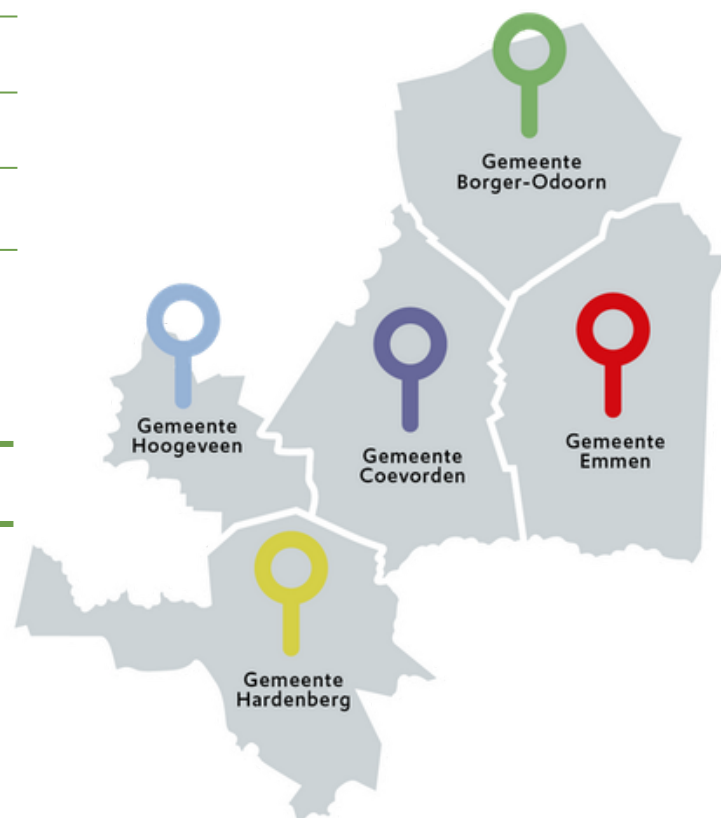 Gemeente
Borger-Odoorn
Gemeente
Hoogeveen
Gemeente
Coevorden
Gemeente
Emmen
Gemeente
Hardenberg